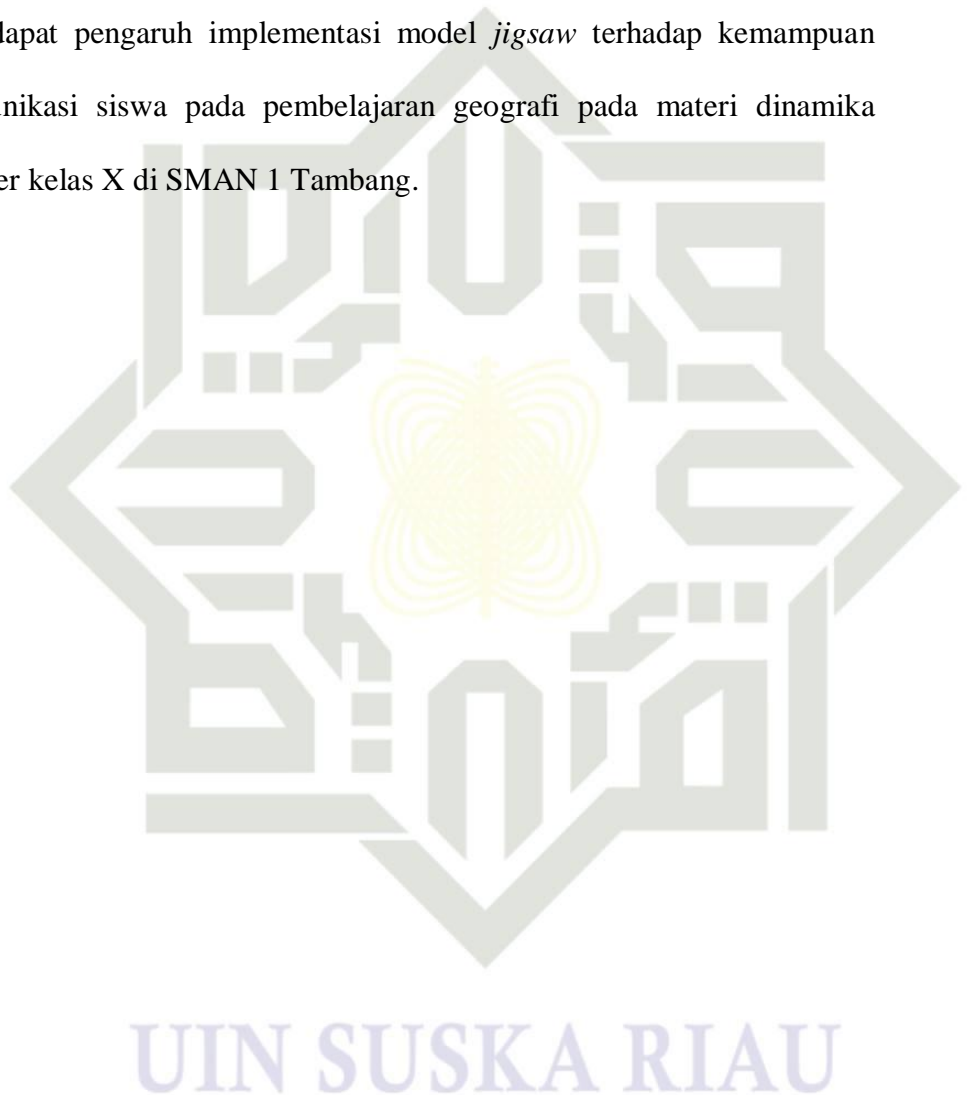 dapat pengaruh implementasi model jigsaw terhadap kemampuan
unikasi siswa pada pembelajaran geografi pada materi dinamika
er kelas X di SMAN 1 Tambang.
UIN SUSKA RIAU